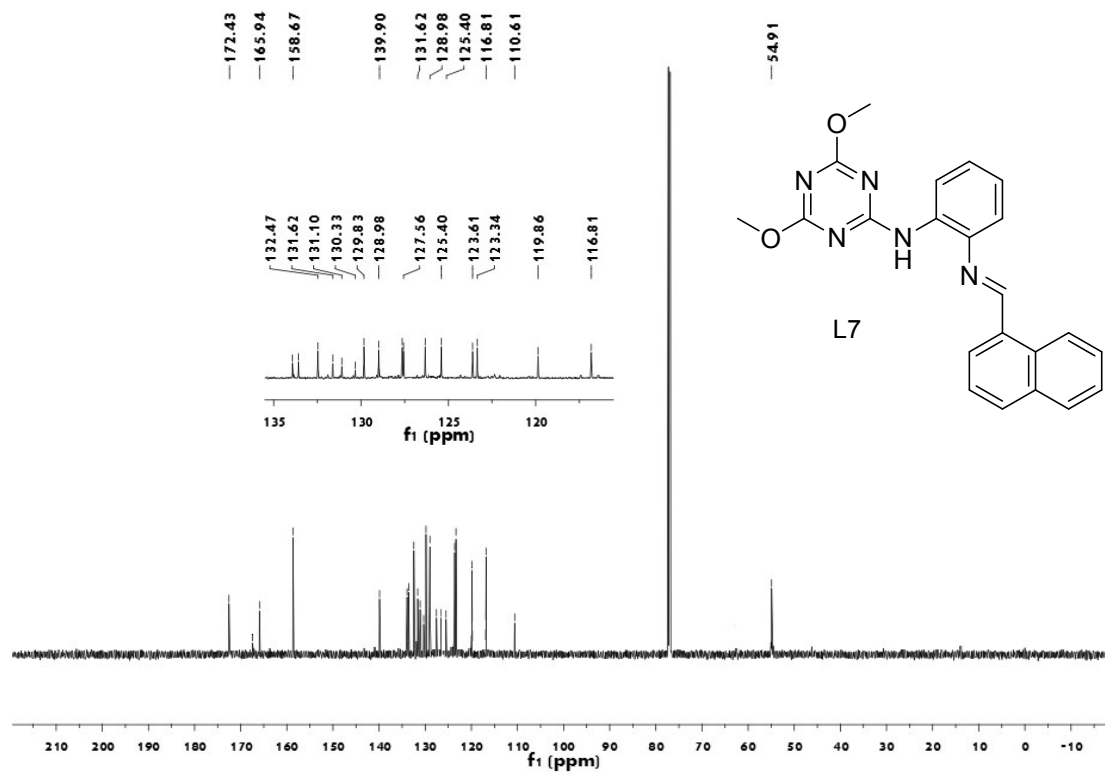 172.43 165.94 158.67 139.90 131.62 128.98 125.40 116.81 110.61 54.91
132.47 131.62 131.10 130.33 129.83 128.98 127.56 125.40 123.61 123.34 119.86 116.81
135 130 125 120
f1 (ppm)
O
N N
O N N
H
N
L7
210 200 190 180 170 160 150 140 130 120 110 100 90 80 70 60 50 40 30 20 10 0 -10
f1 (ppm)